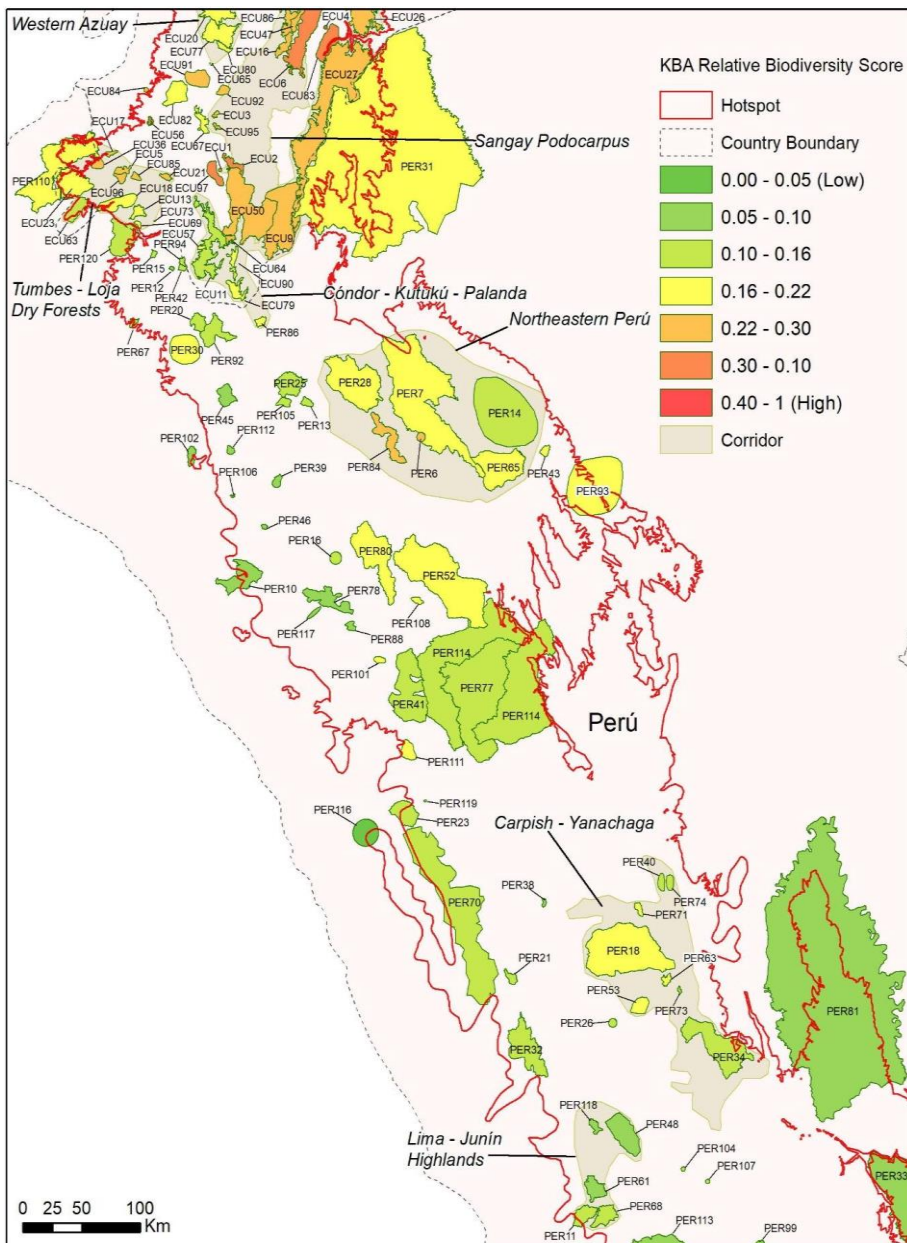 Western Azuay
ECU86
ECU4
ECU26
ECU47
ECU20
ECU16
ECU77
ECU80
ECU6
ECU27
ECU91
ECU65
ECU83
ECU84
ECU92
ECU3
ECU17
ECU82
ECU56
ECU95
ECU36
ECU67
ECU1
ECU5
ECU2
Sangay Podocarpus
PER31
ECU85
ECU21
PER110
ECU96
ECU18
ECU97
ECU13
ECU50
ECU23
ECU73
ECU63
ECU69
ECU9
ECU57
PER94
PER120
ECU64
PER15
ECU90
PER12
ECU11
Tumbes - Loja
Dry Forests
PER42
ECU79
Cóndor - Kutukú - Palanda
PER20
PER86
Northeastern Perú
PER67
PER30
PER92
PER28
PER7
PER25
PER14
PER45
PER105
PER13
PER102
PER112
PER84
PER6
PER65
PER43
PER106
PER39
PER93
PER46
PER16
PER80
PER52
PER10
PER78
PER117
PER88
PER108
PER114
PER101
PER77
PER41
PER114
Perú
PER111
PER119
PER116
PER23
Carpish - Yanachaga
PER40
PER38
PER74
PER70
PER71
PER18
PER21
PER63
PER53
PER73
PER26
PER81
PER32
PER34
PER118
PER48
Lima - Junín
Highlands
PER104
PER107
PER61
PER33
PER68
PER11
PER113
PER99
KBA Relative Biodiversity Score
Hotspot
Country Boundary
0.00 - 0.05 (Low)
0.05 - 0.10
0.10 - 0.16
0.16 - 0.22
0.22 - 0.30
0.30 - 0.10
0.40 - 1 (High)
Corridor
0 25 50 100
Km